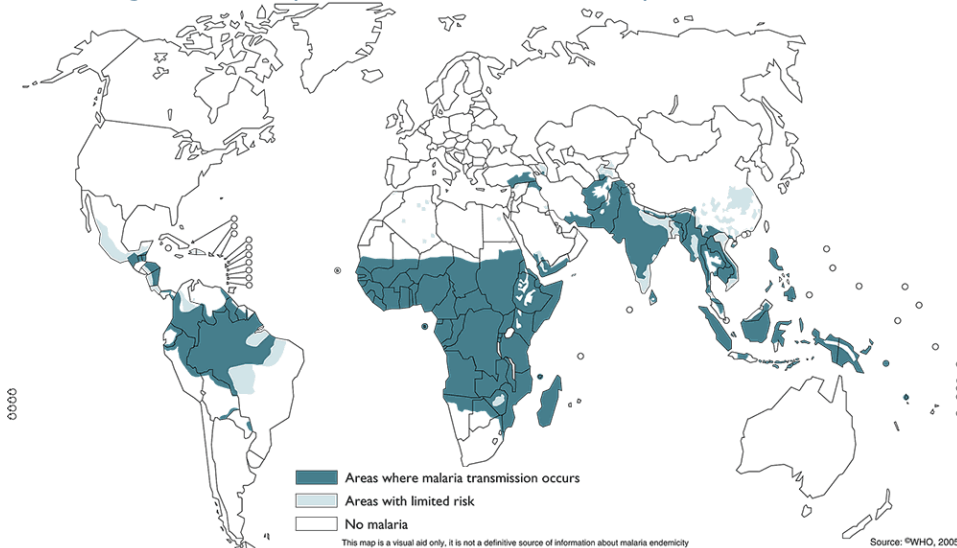 Areas where malaria transmission occurs
Areas with limited risk
No malaria
This map is a visual aid only, it is not a definitive source of information about malaria endemicity
Source: ©WHO, 2005